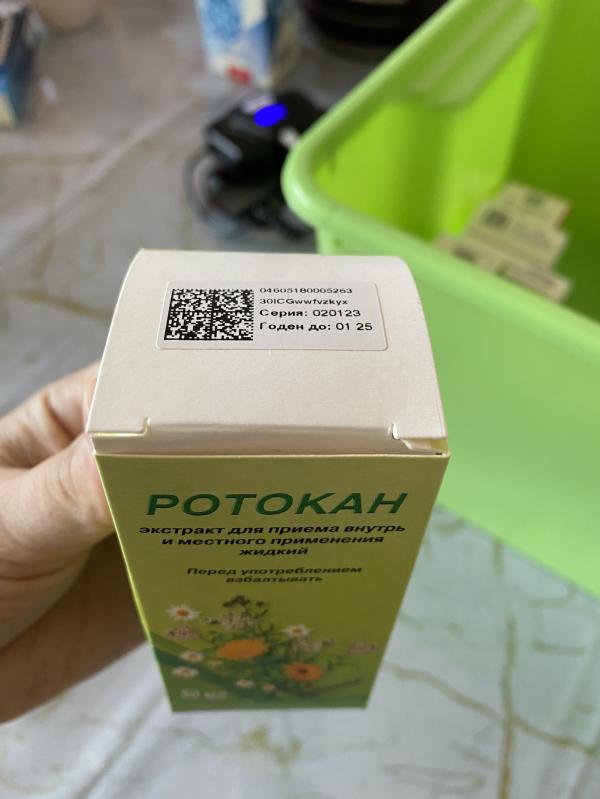 04605180005263
30ICGwwfvzkyx
Серия: 020123
Годен до: 01 25
РОТОКАН
экстракт для приема внутрь
и местного применения
жидкий
Перед употреблением
взбалтывать
50 мл